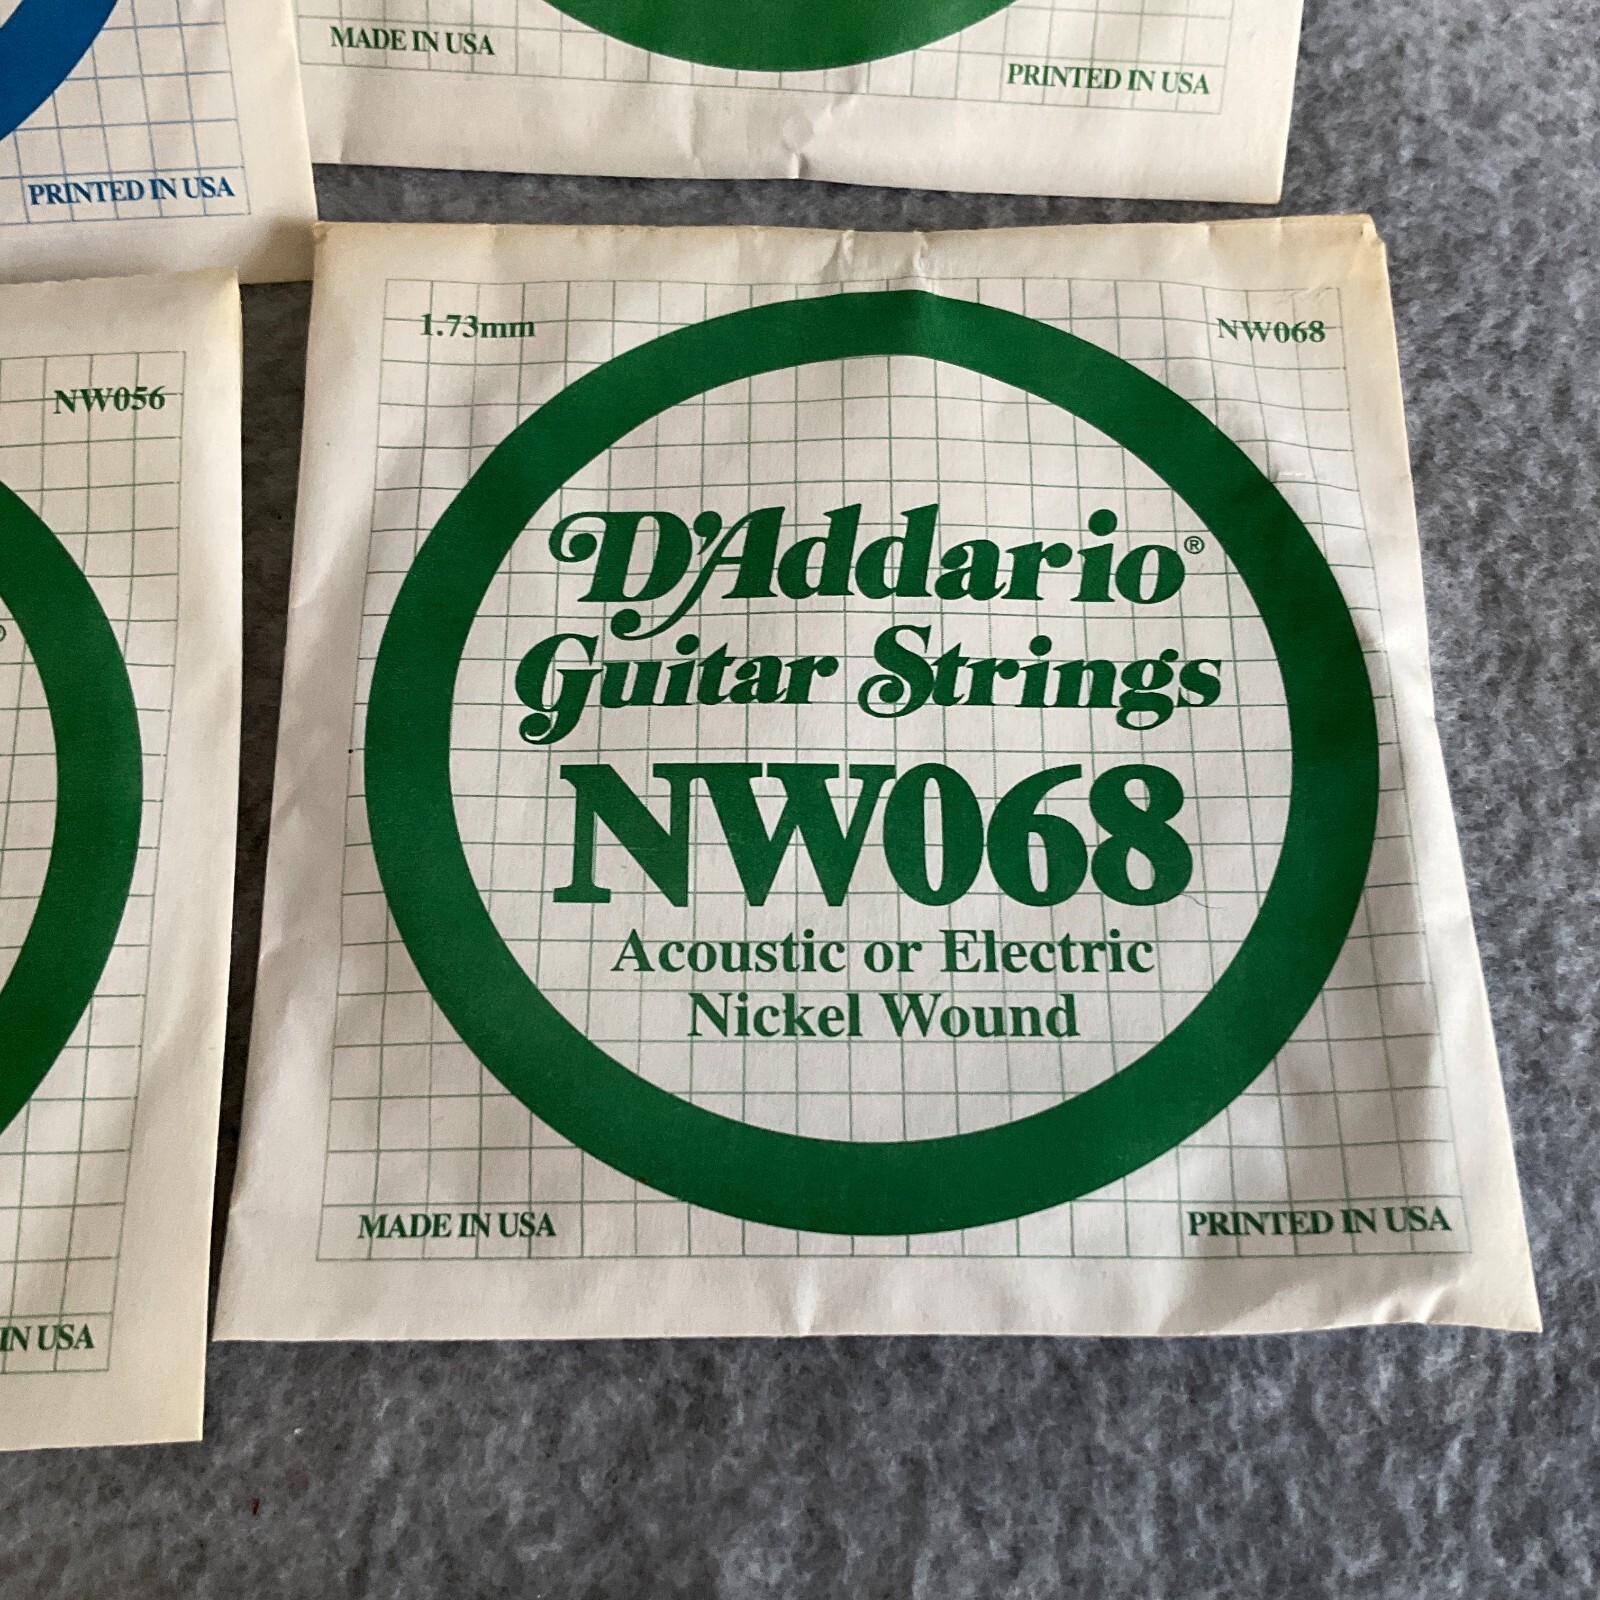 MADE IN USA
PRINTED IN USA
PRINTED IN USA
NW056
IN USA
1.73mm
NW068
D'Addario®
Guitar Strings
NW068
Acoustic or Electric
Nickel Wound
MADE IN USA
PRINTED IN USA